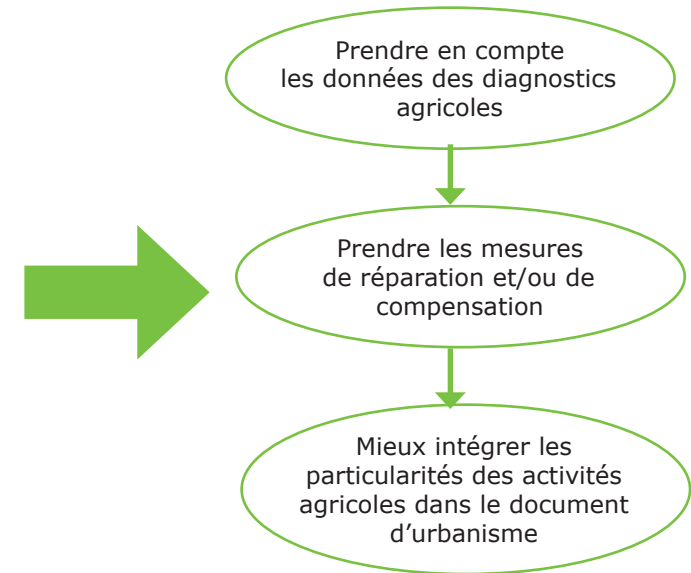 Prendre en compte
les données des diagnostics
agricoles
Prendre les mesures
de réparation et/ou de
compensation
Mieux intégrer les
particularités des activités
agricoles dans le document
d’urbanisme